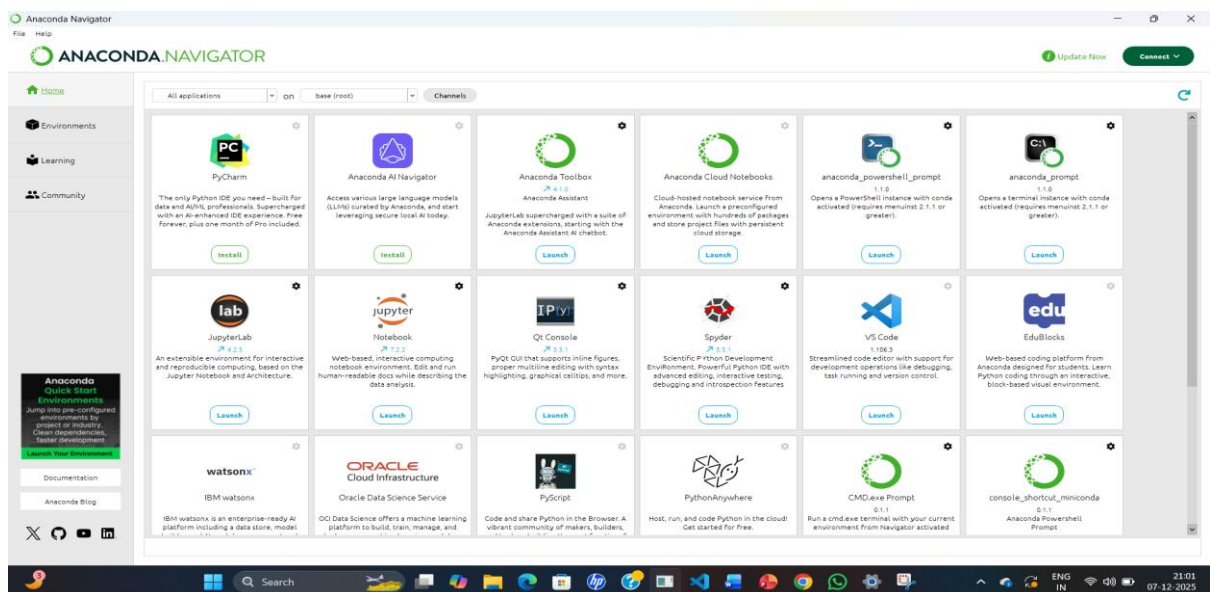 Anaconda Navigator
File Help
ANACONDA.NAVIGATOR
Update Now
Connect
Home
Environments
Learning
Community
All applications
on
base (root)
Channels
PC
PyCharm
The only Python IDE you need – built for
data and AI/ML professionals. Supercharged
with an AI-enhanced IDE experience. Free
forever, plus one month of Pro included.
Install
Anaconda AI Navigator
Access various large language models
(LLMs) curated by Anaconda, and start
leveraging secure local AI today.
Install
Anaconda Toolbox
4.1.0
Anaconda Assistant
JupyterLab supercharged with a suite of
Anaconda extensions, starting with the
Anaconda Assistant AI chatbot.
Launch
Anaconda Cloud Notebooks
Cloud-hosted notebook service from
Anaconda. Launch a preconfigured
environment with hundreds of packages
and store project files with persistent
cloud storage.
Launch
anaconda_powershell_prompt
1.1.0
Opens a PowerShell instance with conda
activated (requires menuinst 2.1.1 or
greater).
Launch
C:\
anaconda_prompt
1.1.0
Opens a terminal instance with conda
activated (requires menuinst 2.1.1 or
greater).
Launch
lab
JupyterLab
4.2.5
An extensible environment for interactive
and reproducible computing, based on the
Jupyter Notebook and Architecture.
Launch
jupyter
Notebook
7.2.2
Web-based, interactive computing
notebook environment. Edit and run
human-readable docs while describing the
data analysis.
Launch
IP[y]:
Qt Console
PyQt GUI that supports inline figures,
proper multiline editing with syntax
highlighting, graphical calltips, and more.
Launch
Spyder
Scientific PYthon Development
EnviRonment. Powerful Python IDE with
advanced editing, interactive testing,
debugging and introspection features
Launch
VS Code
1.106.3
Streamlined code editor with support for
development operations like debugging,
task running and version control.
Launch
edu
EduBlocks
Web-based coding platform from
Anaconda designed for students. Learn
Python coding through an interactive,
block-based visual environment.
Launch
watsonx
IBM watsonx
IBM watsonx is an enterprise-ready AI
platform including a data store, model
ORACLE
Cloud Infrastructure
Oracle Data Science Service
OCI Data Science offers a machine learning
platform to build, train, manage, and
PyScript
Code and share Python in the Browser. A
vibrant community of makers, builders,
PythonAnywhere
Host, run, and code Python in the cloud!
Get started for free.
CMD.exe Prompt
0.1.1
Run a cmd.exe terminal with your current
environment from Navigator activated
console_shortcut_miniconda
0.1.1
Anaconda Powershell
Prompt
Anaconda
Quick Start
Environments
Jump into pre-configured
environments by
project or industry.
Clean dependencies,
faster development
Launch Your Environment
Documentation
Anaconda Blog
3
Search
ENG
IN
21:01
07-12-2025